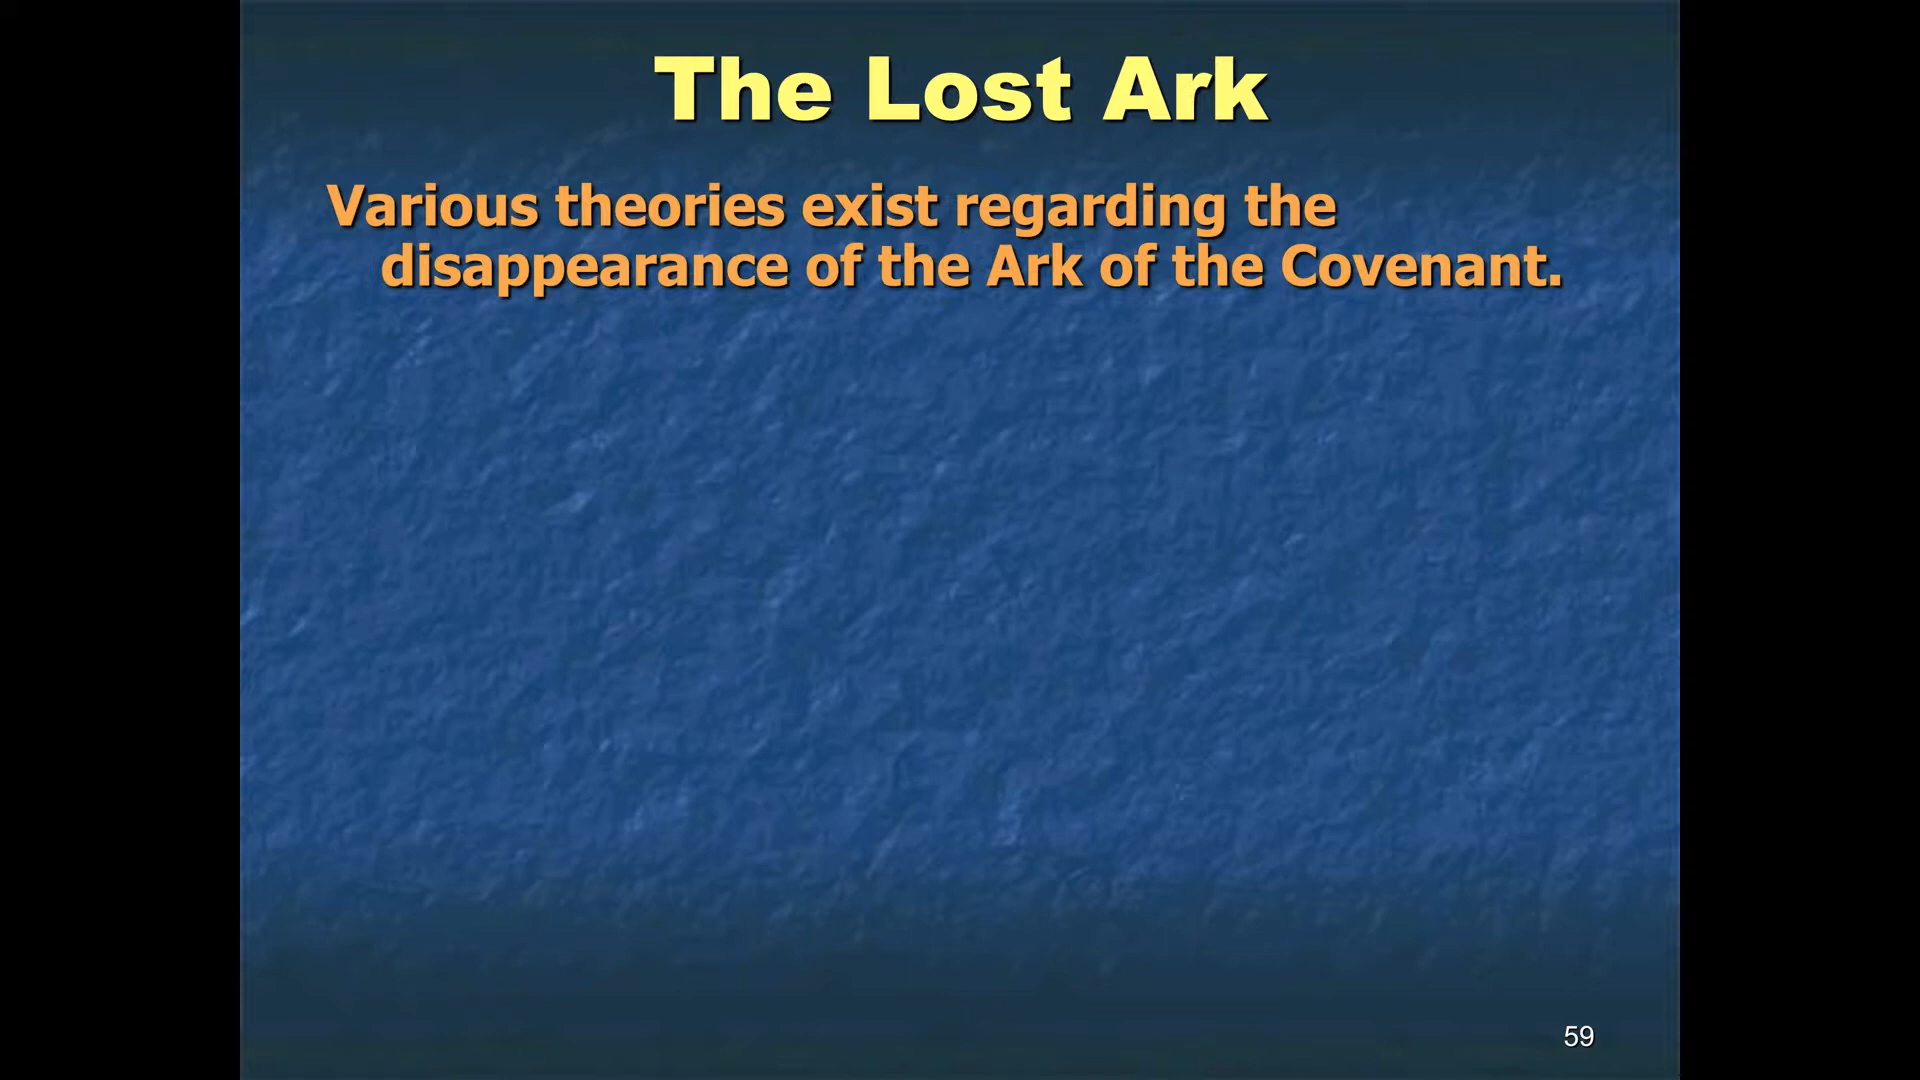 The Lost Ark
Various theories exist regarding the
disappearance of the Ark of the Covenant.
59